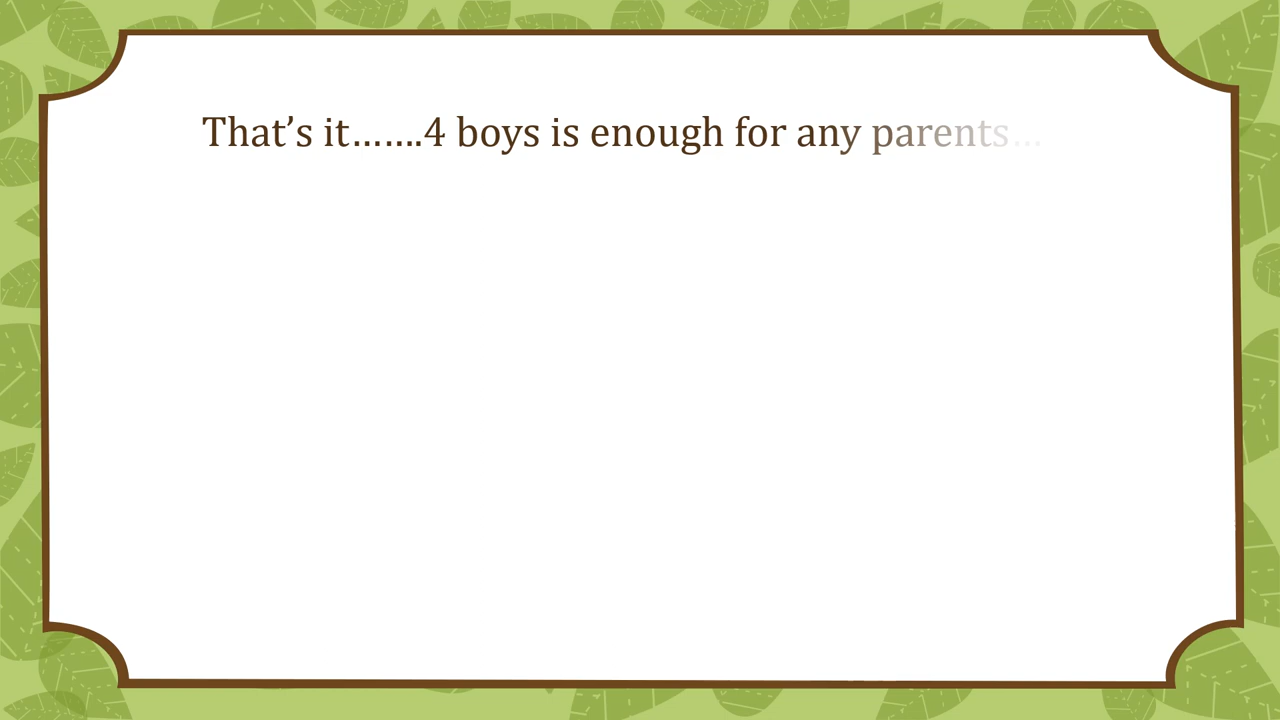 That’s it…….4 boys is enough for any parents…